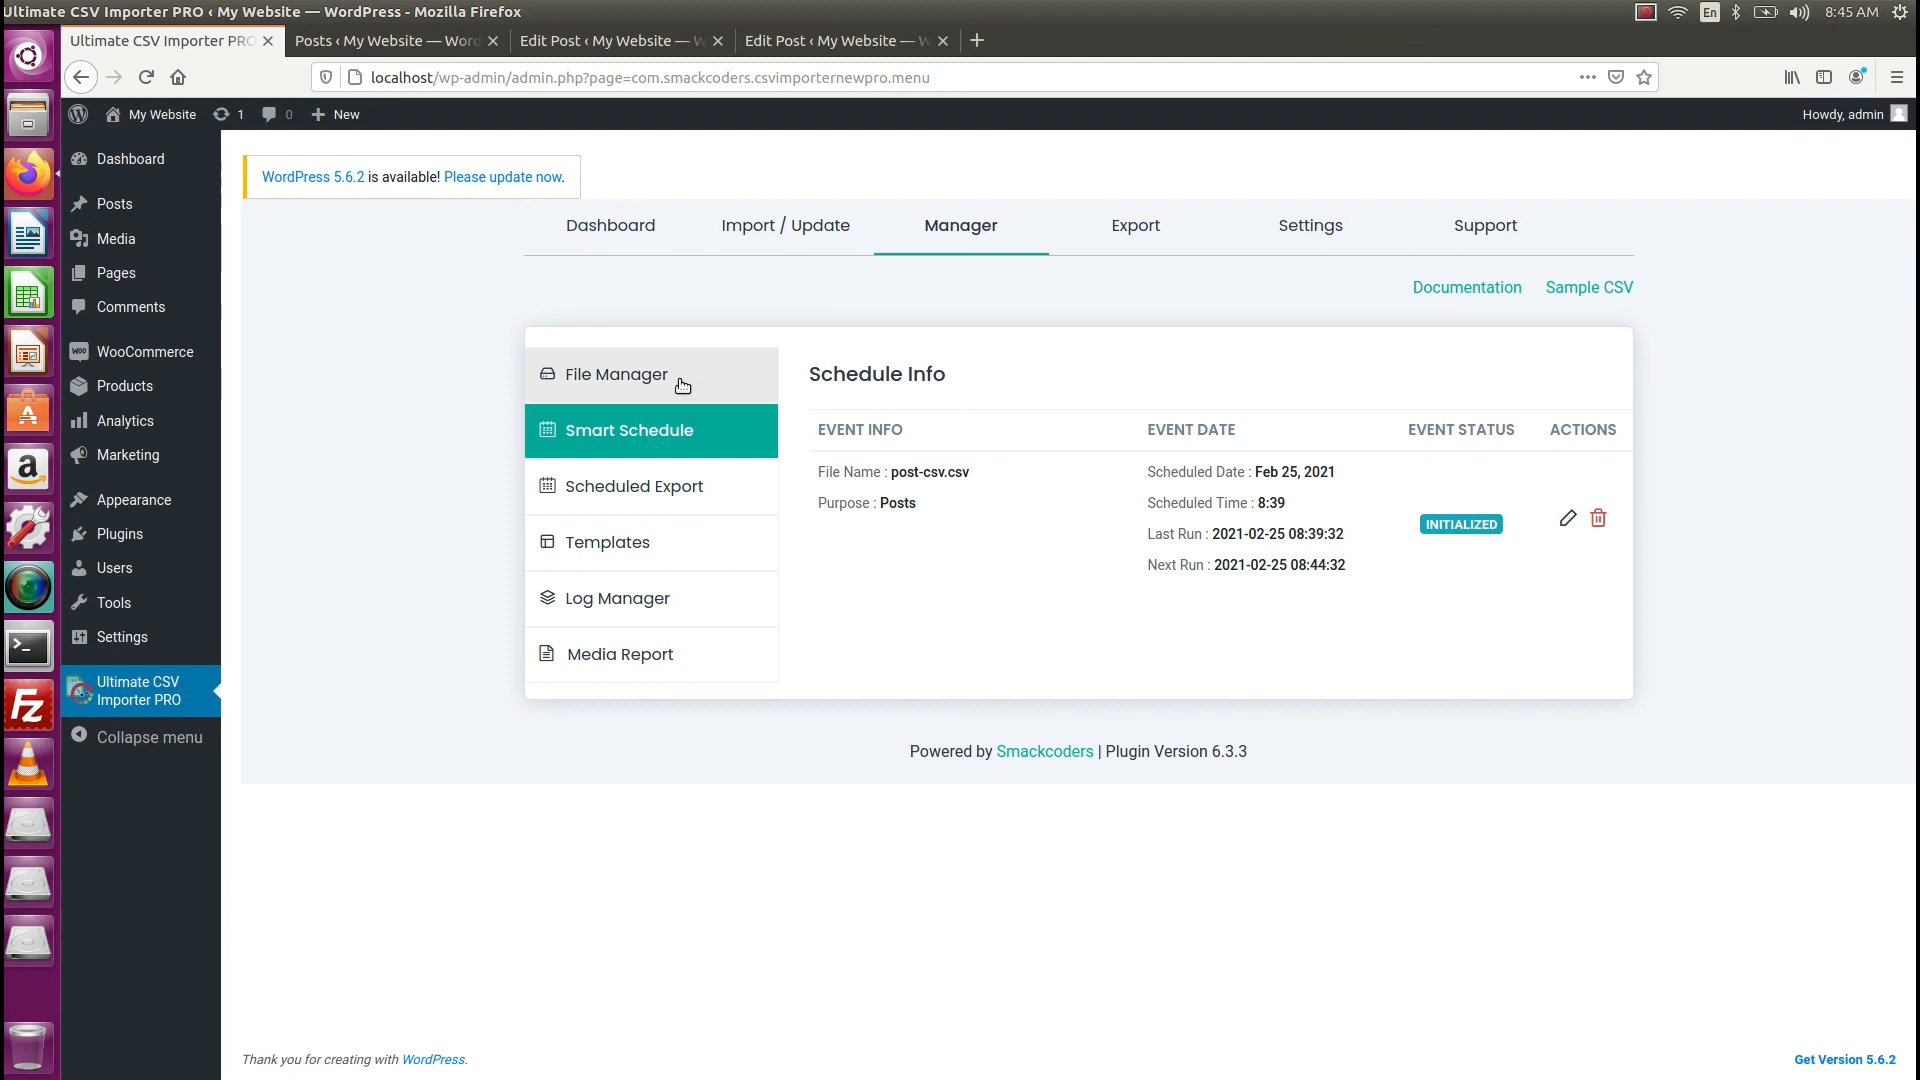 Ultimate CSV Importer PRO ‹ My Website — WordPress - Mozilla Firefox
En
8:45 AM
Ultimate CSV Importer PRO
Posts ‹ My Website — Word
Edit Post ‹ My Website — W
Edit Post ‹ My Website — W
localhost/wp-admin/admin.php?page=com.smackcoders.csvimporternewpro.menu
My Website
1
0
New
Howdy, admin
Dashboard
Posts
Media
Pages
Comments
WooCommerce
Products
Analytics
Marketing
Appearance
Plugins
Users
Tools
Settings
Ultimate CSV
Importer PRO
Collapse menu
WordPress 5.6.2 is available! Please update now.
Dashboard
Import / Update
Manager
Export
Settings
Support
Documentation
Sample CSV
File Manager
Smart Schedule
Scheduled Export
Templates
Log Manager
Media Report
Schedule Info
EVENT INFO
EVENT DATE
EVENT STATUS
ACTIONS
File Name : post-csv.csv
Purpose : Posts
Scheduled Date : Feb 25, 2021
Scheduled Time : 8:39
Last Run : 2021-02-25 08:39:32
Next Run : 2021-02-25 08:44:32
INITIALIZED
Powered by Smackcoders | Plugin Version 6.3.3
Thank you for creating with WordPress.
Get Version 5.6.2